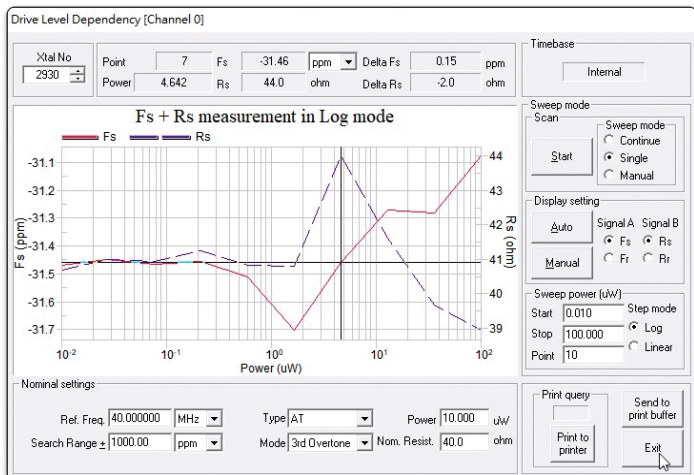 Drive Level Dependency [Channel 0]
Xtal No
2930
Point 7 Fs -31.46 ppm Delta Fs 0.15 ppm
Power 4.642 Rs 44.0 ohm Delta Rs -2.0 ohm
Timebase
Internal
Fs + Rs measurement in Log mode
Fs Rs
-31.1
-31.2
-31.3
-31.4
-31.5
-31.6
-31.7
Fs (ppm)
44
43
42
41
40
39
Rs (ohm)
10-2 10-1 100 101 102
Power (uW)
Sweep mode
Scan
Start
Sweep mode
Continue
Single
Manual
Display setting
Auto
Manual
Signal A Signal B
Fs Rs
Fr Rr
Sweep power (uW)
Start 0.010
Stop 100.000
Point 10
Step mode
Log
Linear
Nominal settings
Ref. Freq. 40.000000 MHz Type AT Power 10.000 uW
Search Range ± 1000.00 ppm Mode 3rd Overtone Nom. Resist. 40.0 ohm
Print query
Print to
printer
Send to
print buffer
Exit